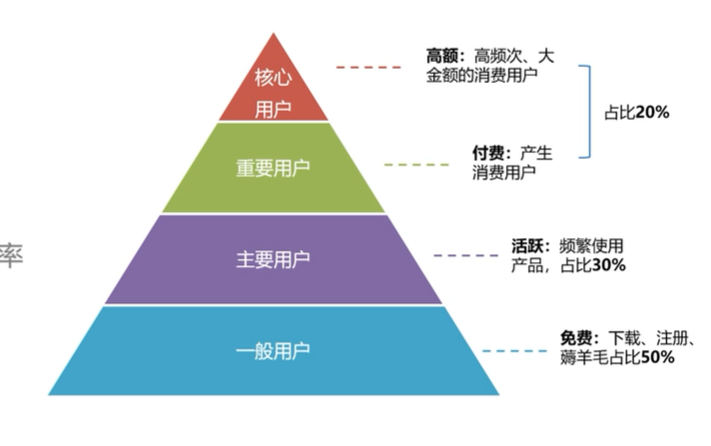 核心
用户
高额：高频次、大
金额的消费用户
占比20%
重要用户
付费：产生
消费用户
率
主要用户
活跃：频繁使用
产品，占比30%
一般用户
免费：下载、注册、
薅羊毛占比50%